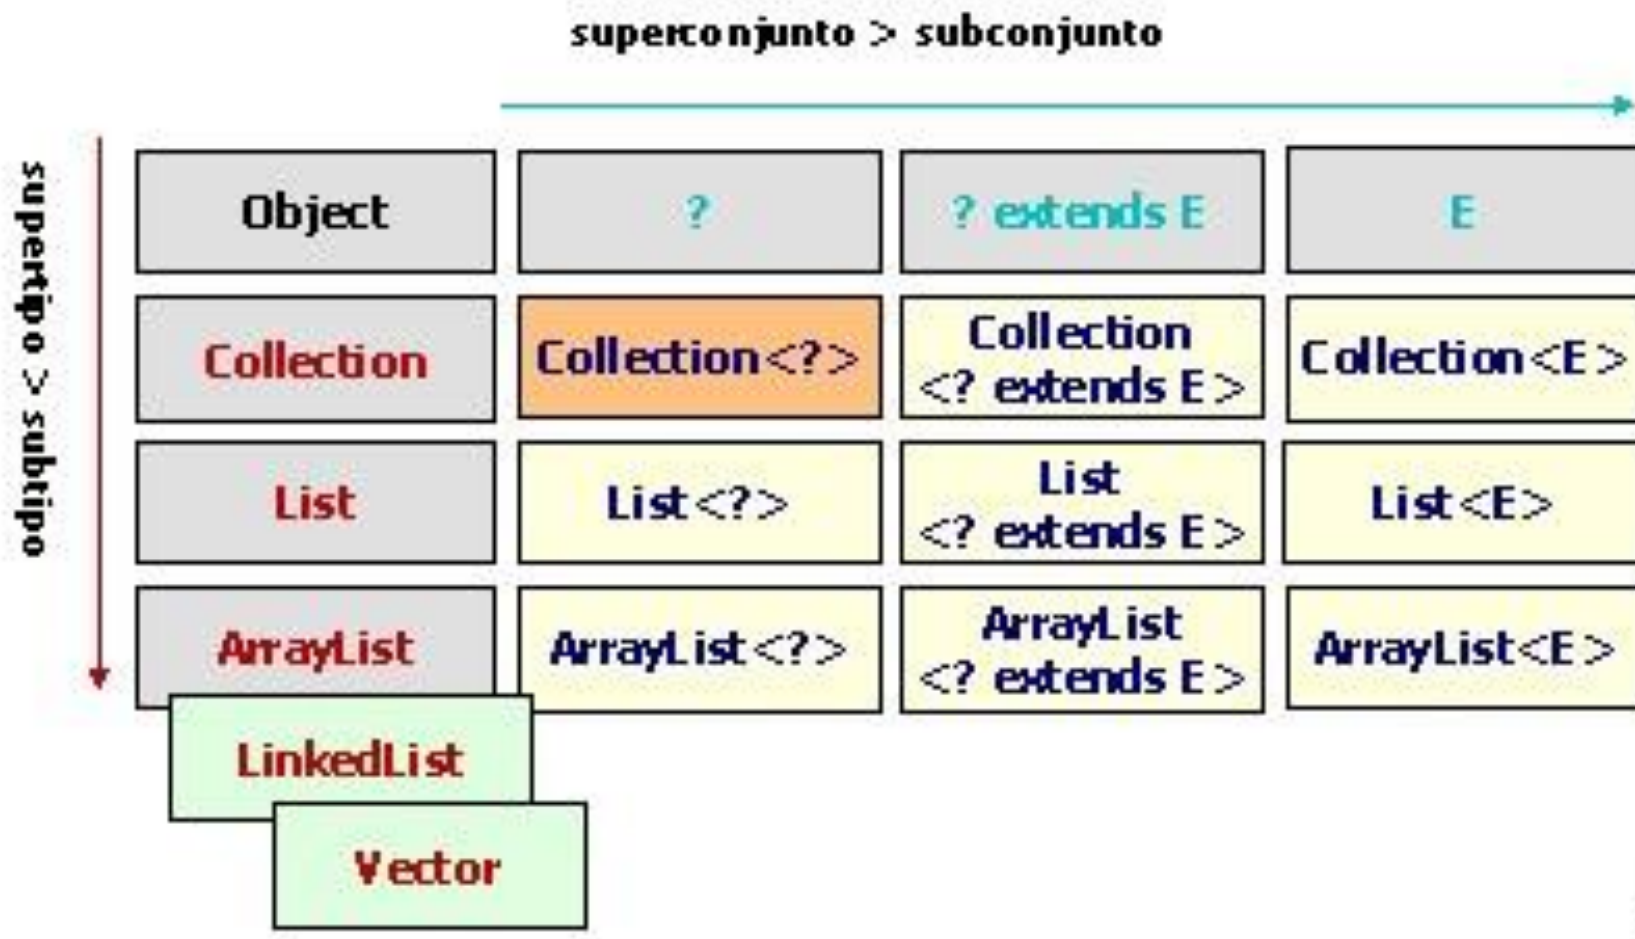 superconjunto > subconjunto
supertipo > subtipo
Object
?
? extends E
E
Collection
Collection<?>
Collection
<? extends E>
Collection<E>
List
List<?>
List
<? extends E>
List<E>
ArrayList
ArrayList<?>
ArrayList
<? extends E>
ArrayList<E>
LinkedList
Vector